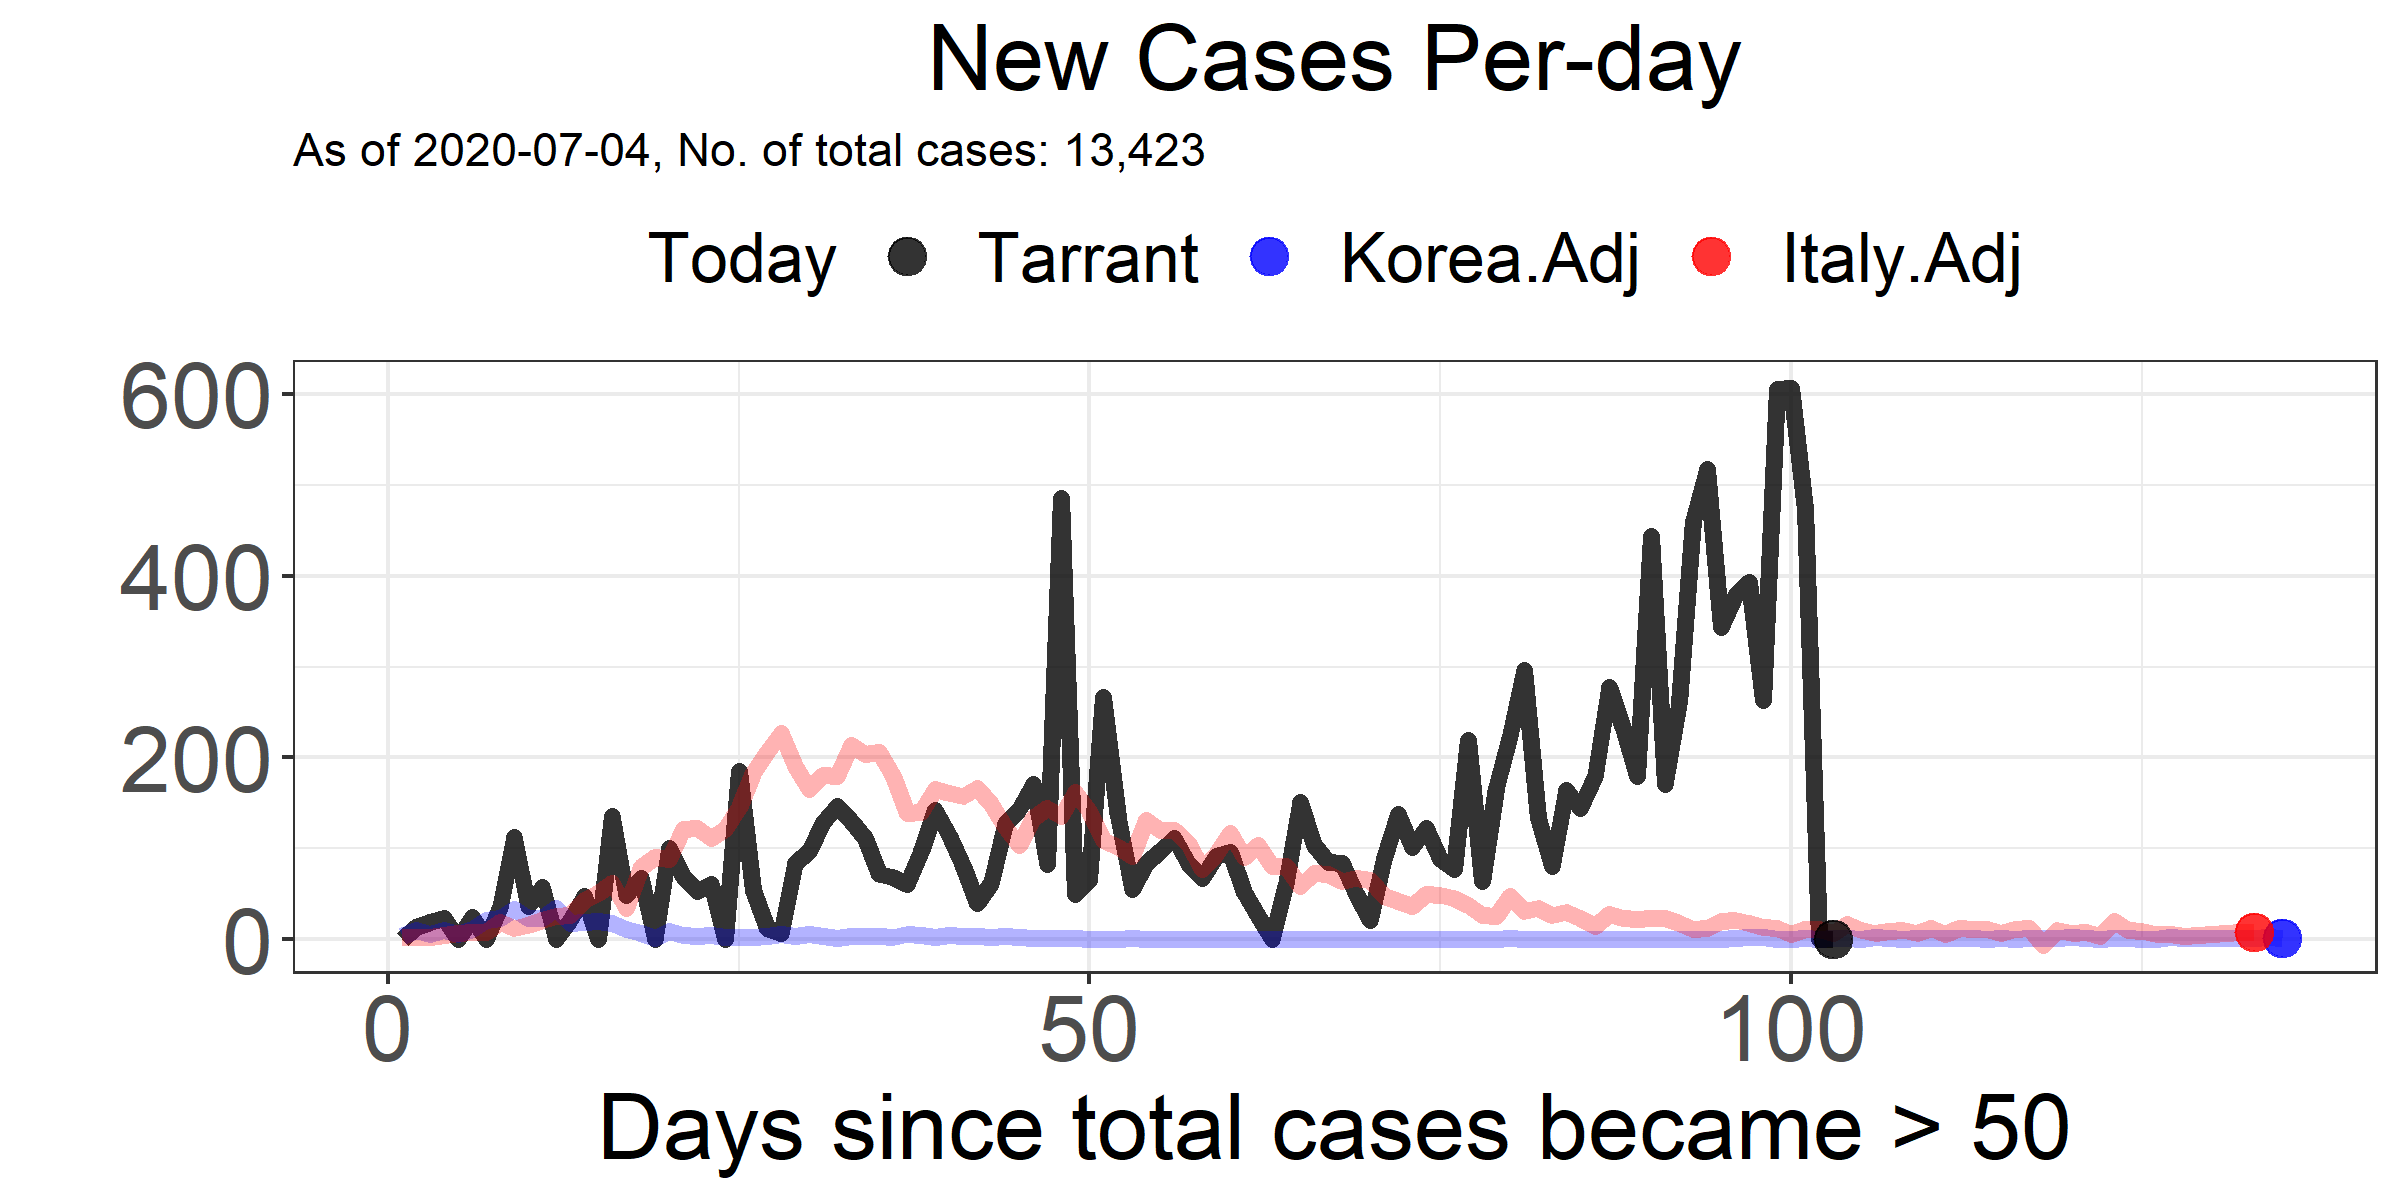 New Cases Per-day
As of 2020-07-04, No. of total cases: 13,423
Today Tarrant Korea.Adj Italy.Adj
600
400
200
0
0 50 100
Days since total cases became > 50